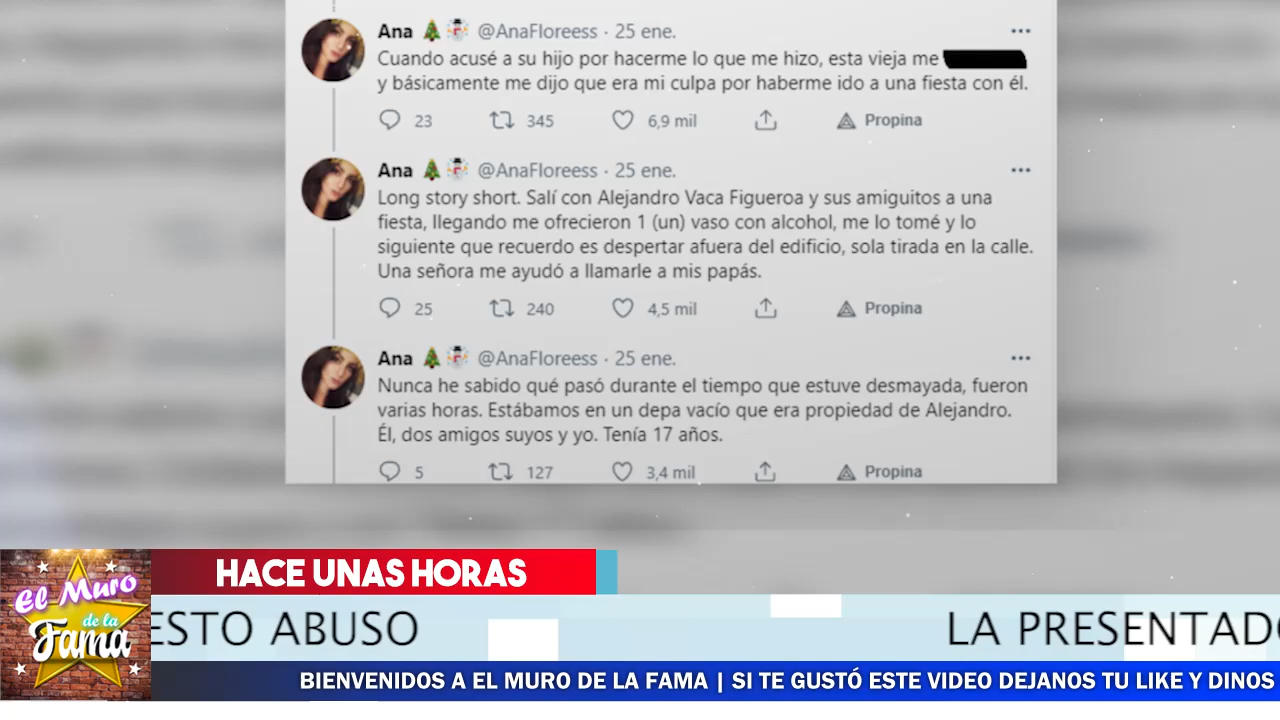 Ana @AnaFloreess · 25 ene.
Cuando acusé a su hijo por hacerme lo que me hizo, esta vieja me
y básicamente me dijo que era mi culpa por haberme ido a una fiesta con él.
23 345 6,9 mil Propina
Ana @AnaFloreess · 25 ene.
Long story short. Salí con Alejandro Vaca Figueroa y sus amiguitos a una
fiesta, llegando me ofrecieron 1 (un) vaso con alcohol, me lo tomé y lo
siguiente que recuerdo es despertar afuera del edificio, sola tirada en la calle.
Una señora me ayudó a llamarle a mis papás.
25 240 4,5 mil Propina
Ana @AnaFloreess · 25 ene.
Nunca he sabido qué pasó durante el tiempo que estuve desmayada, fueron
varias horas. Estábamos en un depa vacío que era propiedad de Alejandro.
Él, dos amigos suyos y yo. Tenía 17 años.
5 127 3,4 mil Propina
HACE UNAS HORAS
El Muro
de la
Fama
ESTO ABUSO LA PRESENTADO
BIENVENIDOS A EL MURO DE LA FAMA | SI TE GUSTÓ ESTE VIDEO DEJANOS TU LIKE Y DINOS